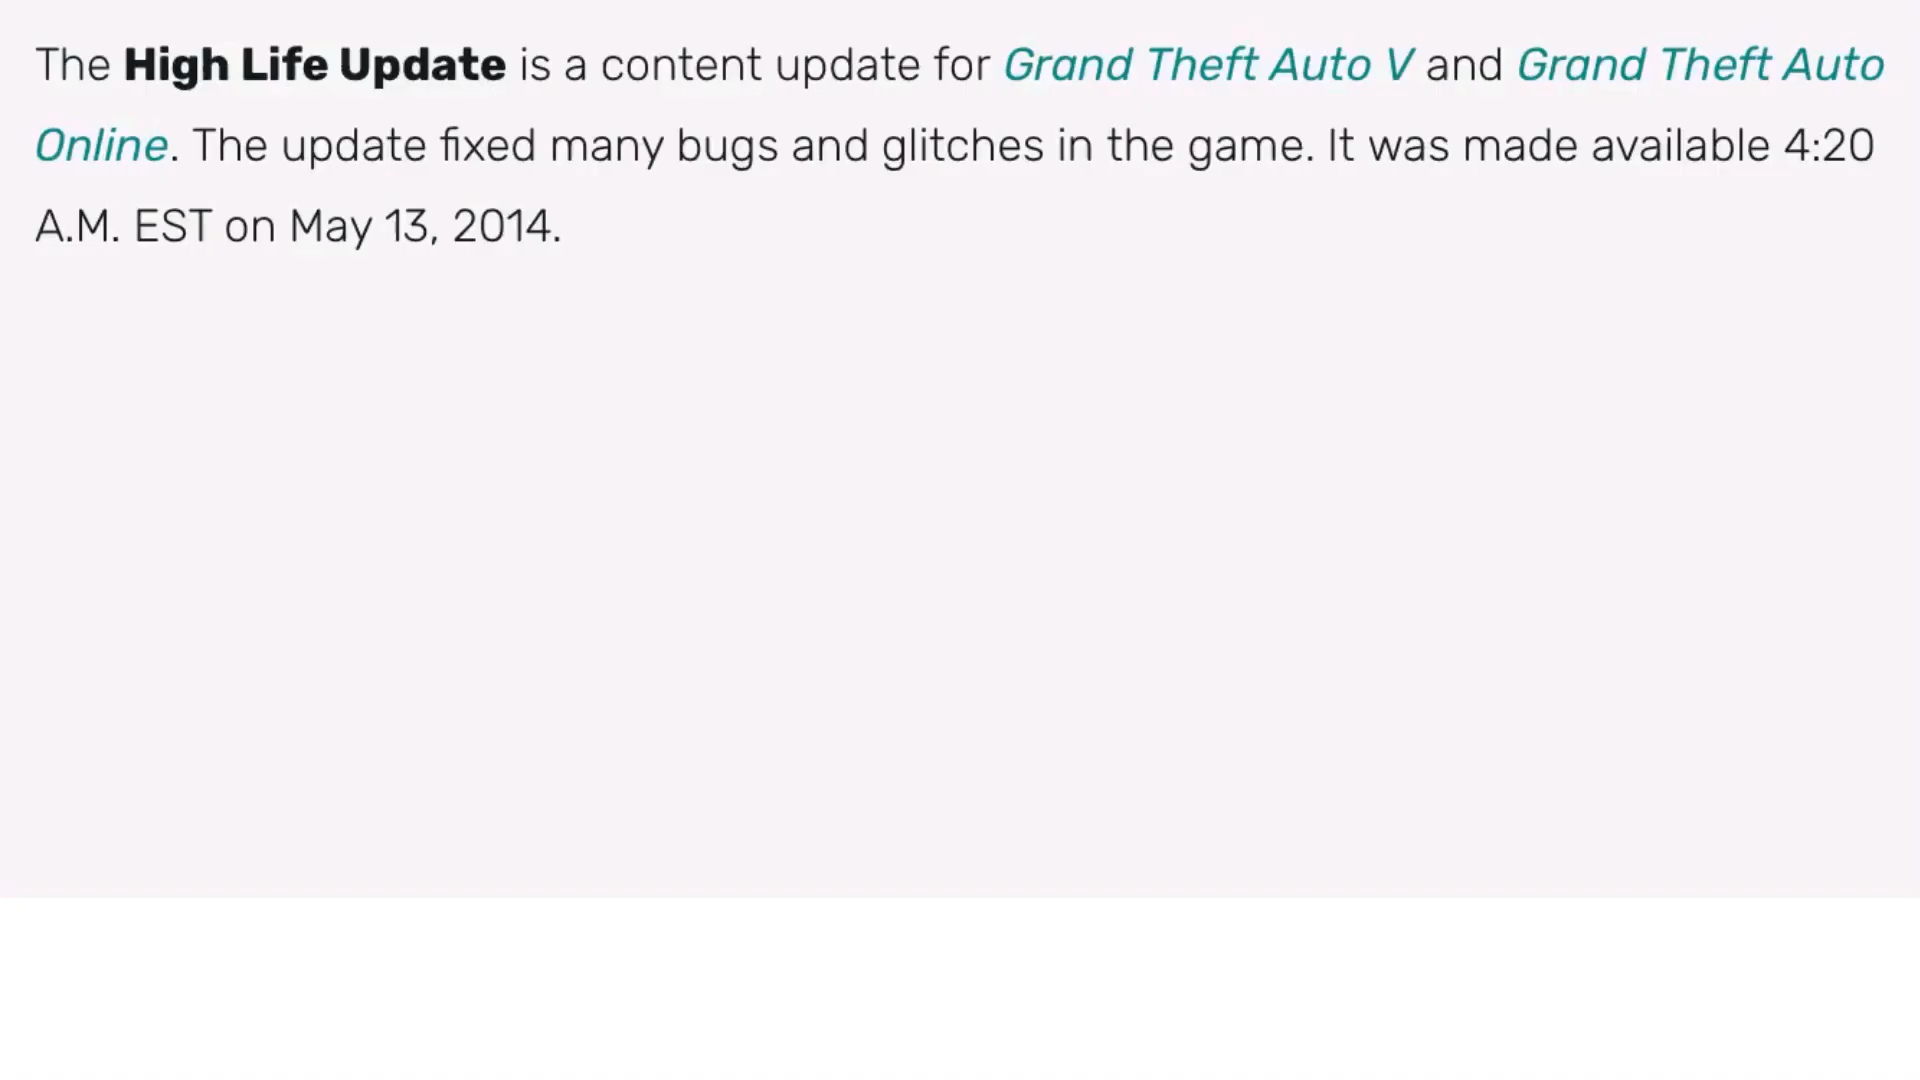 The High Life Update is a content update for Grand Theft Auto V and Grand Theft Auto
Online. The update fixed many bugs and glitches in the game. It was made available 4:20
A.M. EST on May 13, 2014.